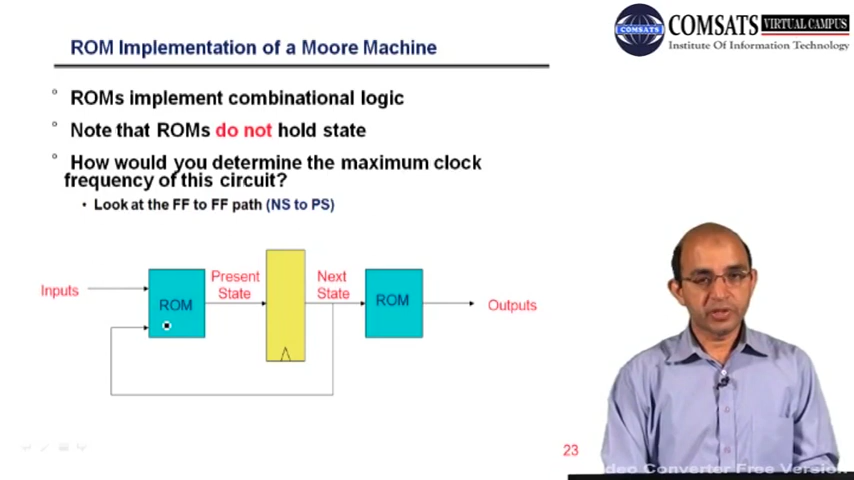 ROM Implementation of a Moore Machine
COMSATS
COMSATS VIRTUAL CAMPUS
Institute Of Information Technology
° ROMs implement combinational logic
° Note that ROMs do not hold state
° How would you determine the maximum clock
frequency of this circuit?
• Look at the FF to FF path (NS to PS)
Inputs
ROM
Present
State
Next
State
ROM
Outputs
23
deo Converter Free Version